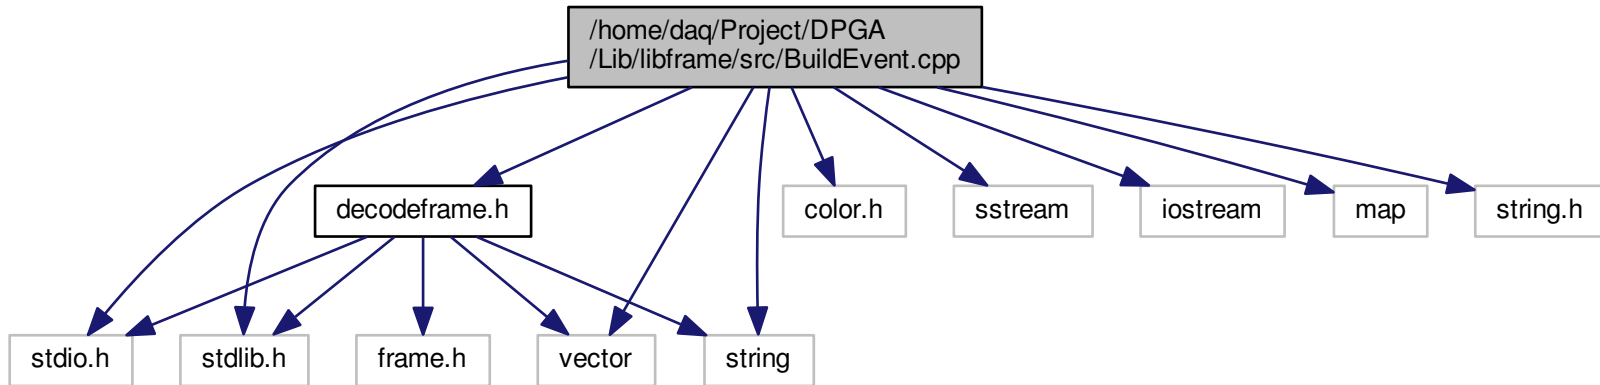 /home/daq/Project/DPGA
/Lib/libframe/src/BuildEvent.cpp
decodeframe.h
color.h
sstream
iostream
map
string.h
stdio.h
stdlib.h
frame.h
vector
string